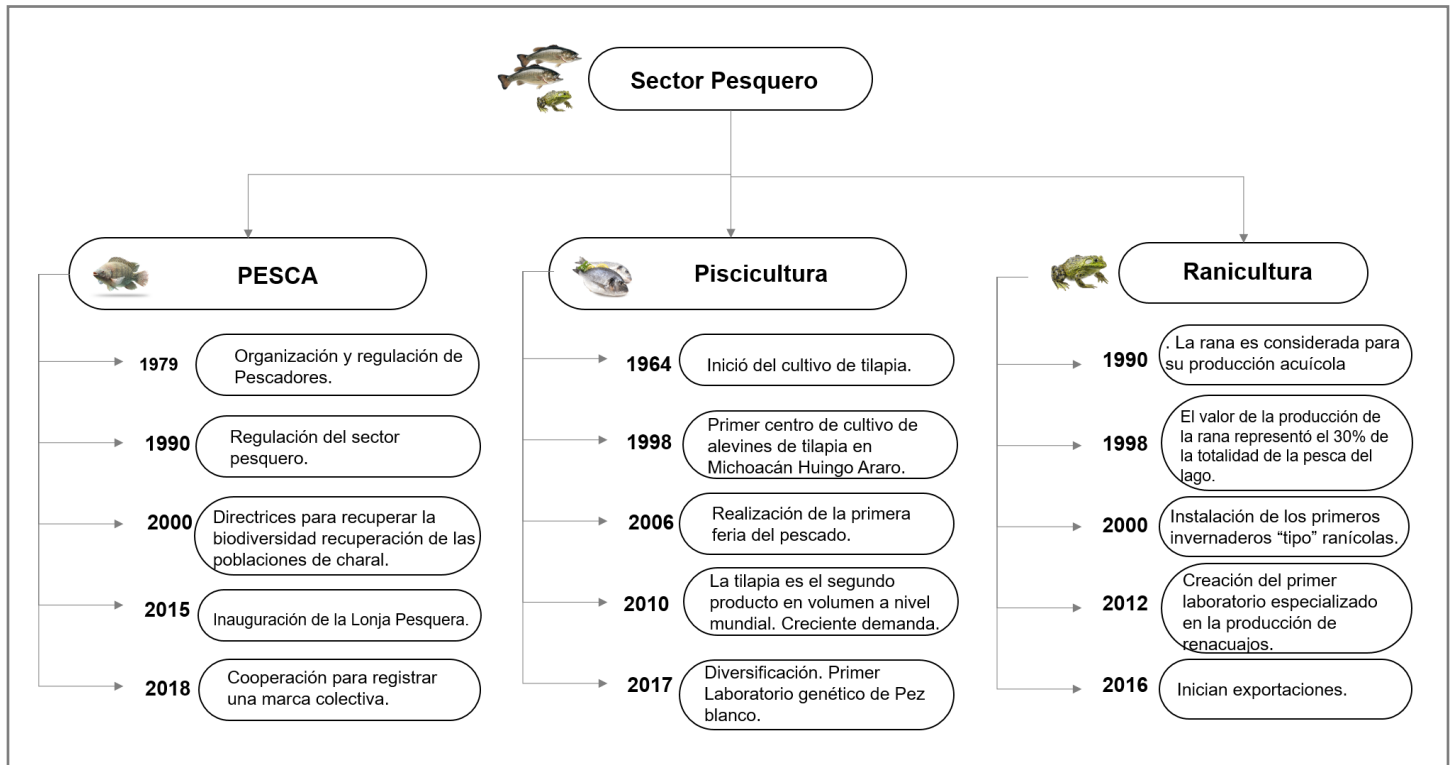 Sector Pesquero
PESCA
1979
Organización y regulación de
Pescadores.
1990
Regulación del sector
pesquero.
2000
Directrices para recuperar la
biodiversidad recuperación de las
poblaciones de charal.
2015
Inauguración de la Lonja Pesquera.
2018
Cooperación para registrar
una marca colectiva.
Piscicultura
1964
Inició del cultivo de tilapia.
1998
Primer centro de cultivo de
alevines de tilapia en
Michoacán Huingo Araro.
2006
Realización de la primera
feria del pescado.
2010
La tilapia es el segundo
producto en volumen a nivel
mundial. Creciente demanda.
2017
Diversificación. Primer
Laboratorio genético de Pez
blanco.
Ranicultura
1990
. La rana es considerada para
su producción acuícola
1998
El valor de la producción de
la rana representó el 30% de
la totalidad de la pesca del
lago.
2000
Instalación de los primeros
invernaderos “tipo” ranícolas.
2012
Creación del primer
laboratorio especializado
en la producción de
renacuajos.
2016
Inician exportaciones.